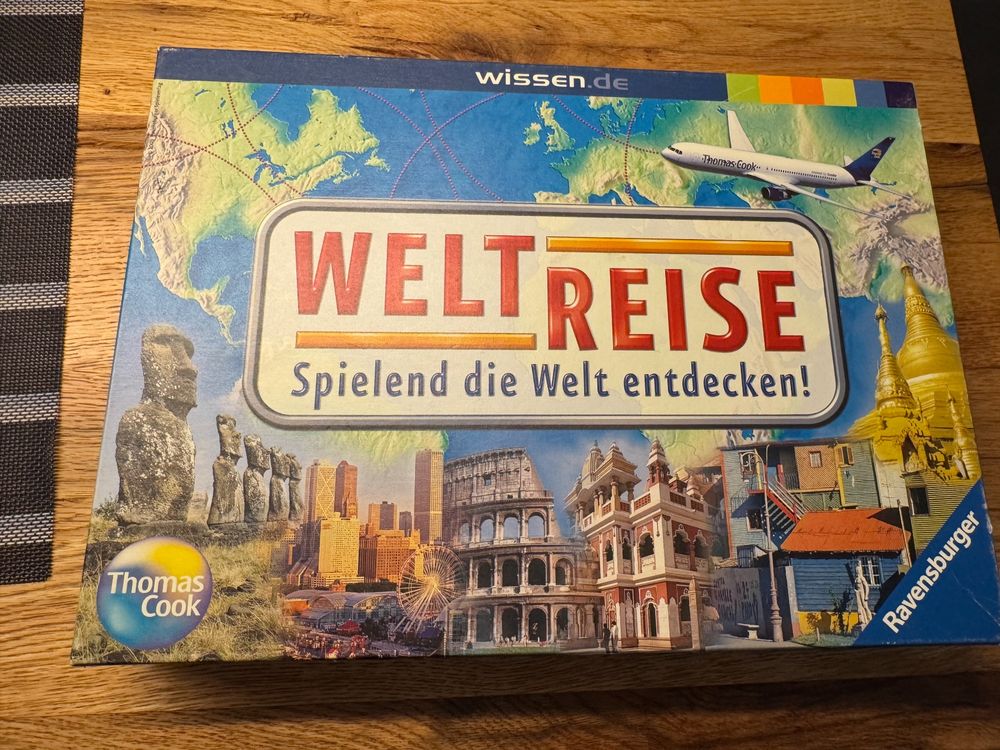 wissen.de
Thomas Cook
WELT
REISE
Spielend die Welt entdecken!
Thomas
Cook
Ravensburger